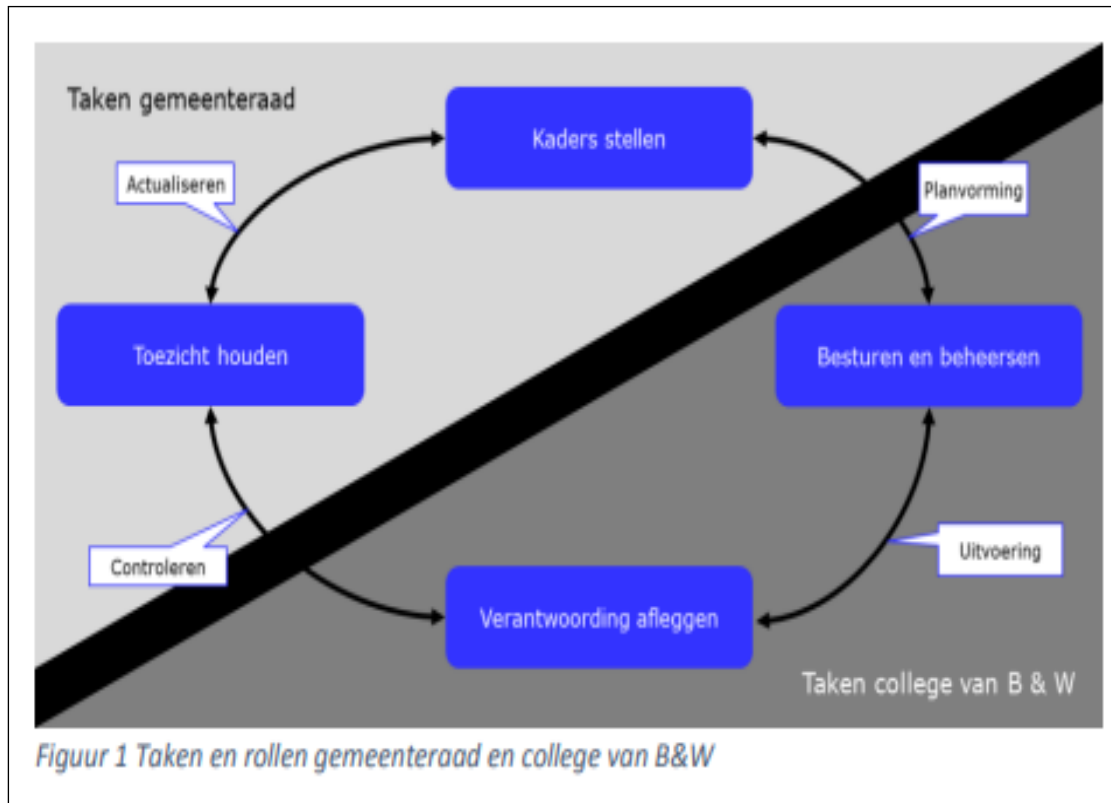 Taken gemeenteraad
Kaders stellen
Actualiseren
Planvorming
Toezicht houden
Besturen en beheersen
Controleren
Uitvoering
Verantwoording afleggen
Taken college van B & W
Figuur 1 Taken en rollen gemeenteraad en college van B&W